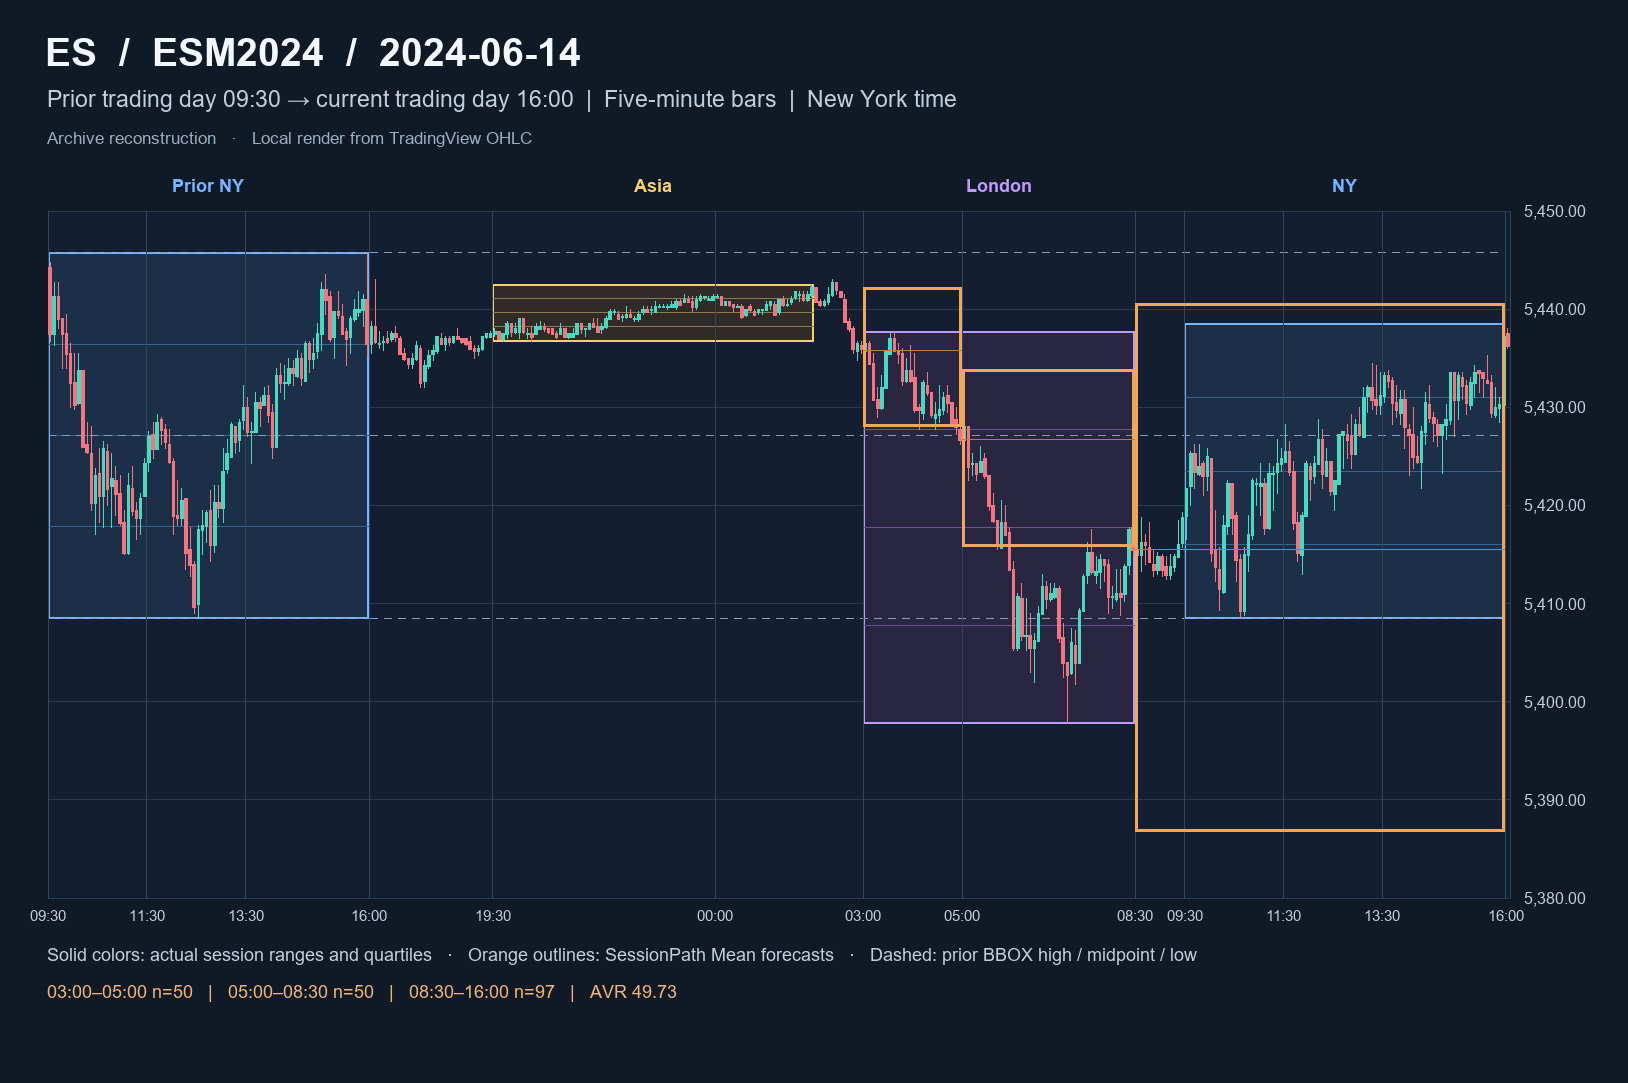 ES / ESM2024 / 2024-06-14
Prior trading day 09:30 → current trading day 16:00 | Five-minute bars | New York time
Archive reconstruction · Local render from TradingView OHLC
Prior NY Asia London NY
5,450.00
5,440.00
5,430.00
5,420.00
5,410.00
5,400.00
5,390.00
5,380.00
09:30 11:30 13:30 16:00 19:30 00:00 03:00 05:00 08:30 09:30 11:30 13:30 16:00
Solid colors: actual session ranges and quartiles · Orange outlines: SessionPath Mean forecasts · Dashed: prior BBOX high / midpoint / low
03:00–05:00 n=50 | 05:00–08:30 n=50 | 08:30–16:00 n=97 | AVR 49.73